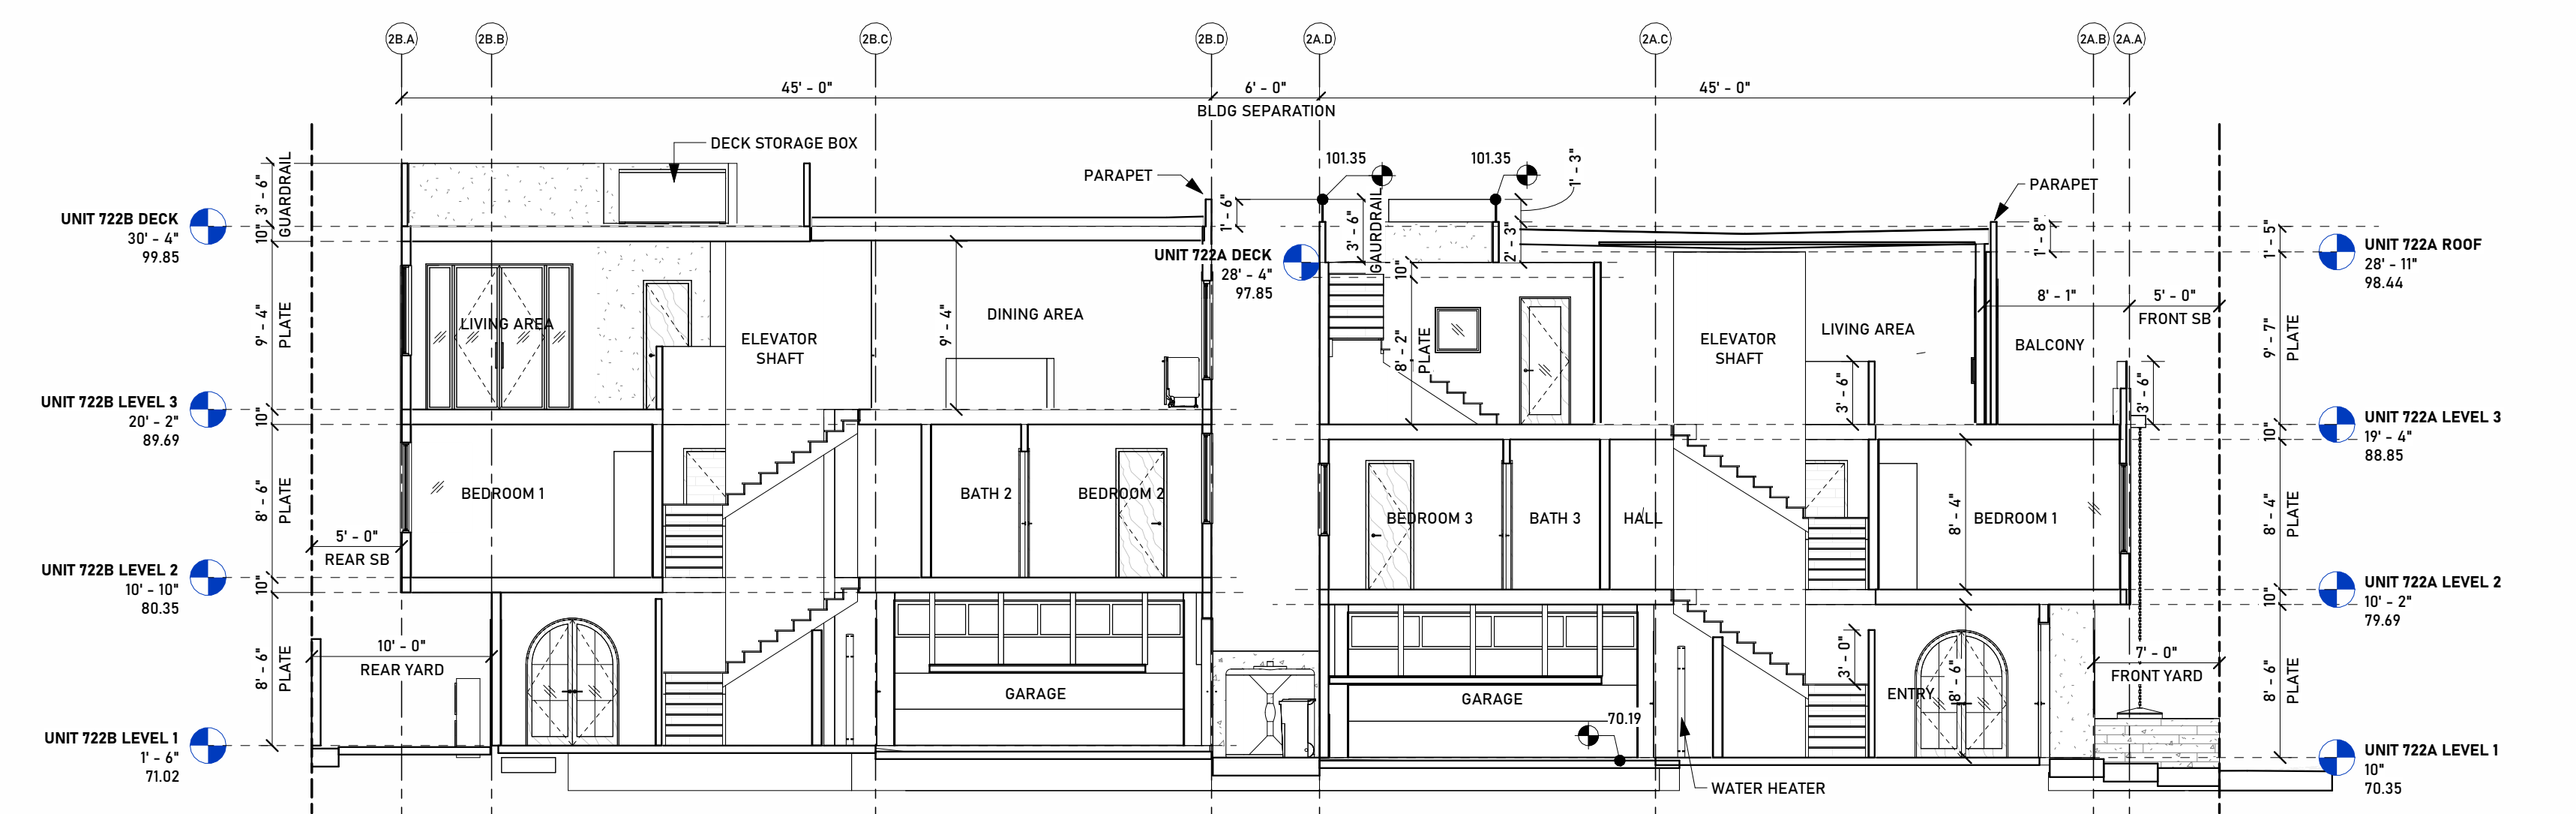 2B.A
2B.B
2B.C
2B.D
2A.D
2A.C
2A.B
2A.A
45' - 0"
6' - 0"
45' - 0"
BLDG SEPARATION
DECK STORAGE BOX
PARAPET
101.35
101.35
1' - 3"
PARAPET
3' - 6"
GUARDRAIL
10"
UNIT 722B DECK
30' - 4"
99.85
1' - 6"
3' - 6"
GAURDRAIL
2' - 3"
1' - 8"
1' - 5"
UNIT 722A DECK
28' - 4"
97.85
10"
UNIT 722A ROOF
28' - 11"
98.44
9' - 4"
PLATE
LIVING AREA
ELEVATOR
SHAFT
9' - 4"
DINING AREA
8' - 2"
PLATE
ELEVATOR
SHAFT
LIVING AREA
8' - 1"
5' - 0"
FRONT SB
BALCONY
9' - 7"
PLATE
3' - 6"
3' - 6"
UNIT 722B LEVEL 3
20' - 2"
89.69
10"
UNIT 722A LEVEL 3
19' - 4"
88.85
10"
8' - 6"
PLATE
BEDROOM 1
BATH 2
BEDROOM 2
BEDROOM 3
BATH 3
HALL
8' - 4"
BEDROOM 1
8' - 4"
PLATE
5' - 0"
REAR SB
UNIT 722B LEVEL 2
10' - 10"
80.35
10"
UNIT 722A LEVEL 2
10' - 2"
79.69
10"
8' - 6"
PLATE
10' - 0"
REAR YARD
GARAGE
GARAGE
70.19
3' - 0"
ENTRY
8' - 6"
7' - 0"
FRONT YARD
8' - 6"
PLATE
UNIT 722B LEVEL 1
1' - 6"
71.02
UNIT 722A LEVEL 1
10"
70.35
WATER HEATER